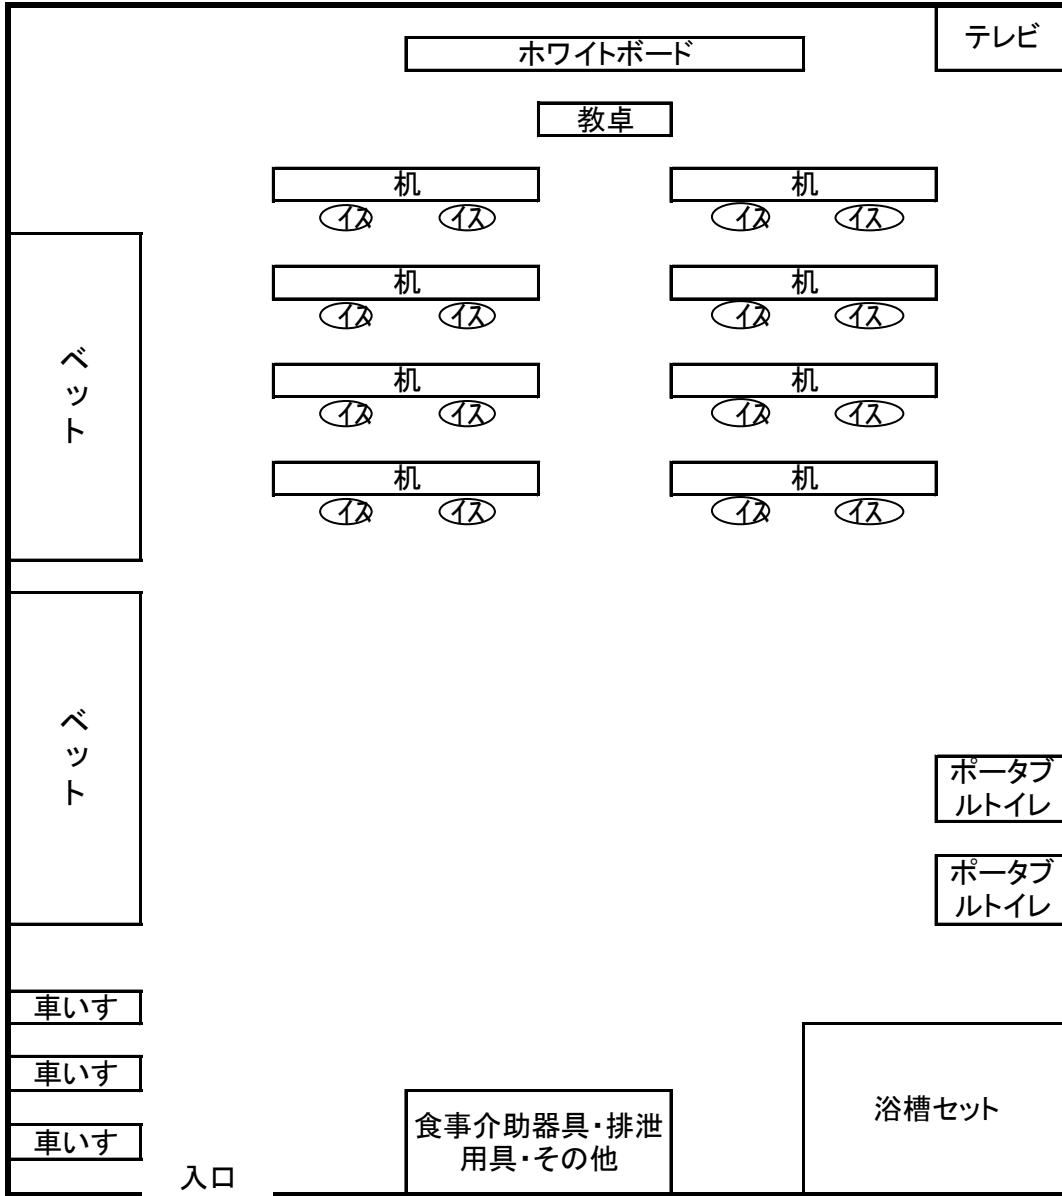 テレビ
ホワイトボード
教卓
机 机
イス イス イス イス
机 机
イス イス イス イス
机 机
イス イス イス イス
机 机
イス イス イス イス
ベット
ベット
ポータブ
ルトイレ
ポータブ
ルトイレ
車いす
車いす
車いす
浴槽セット
食事介助器具・排泄
用具・その他
入口